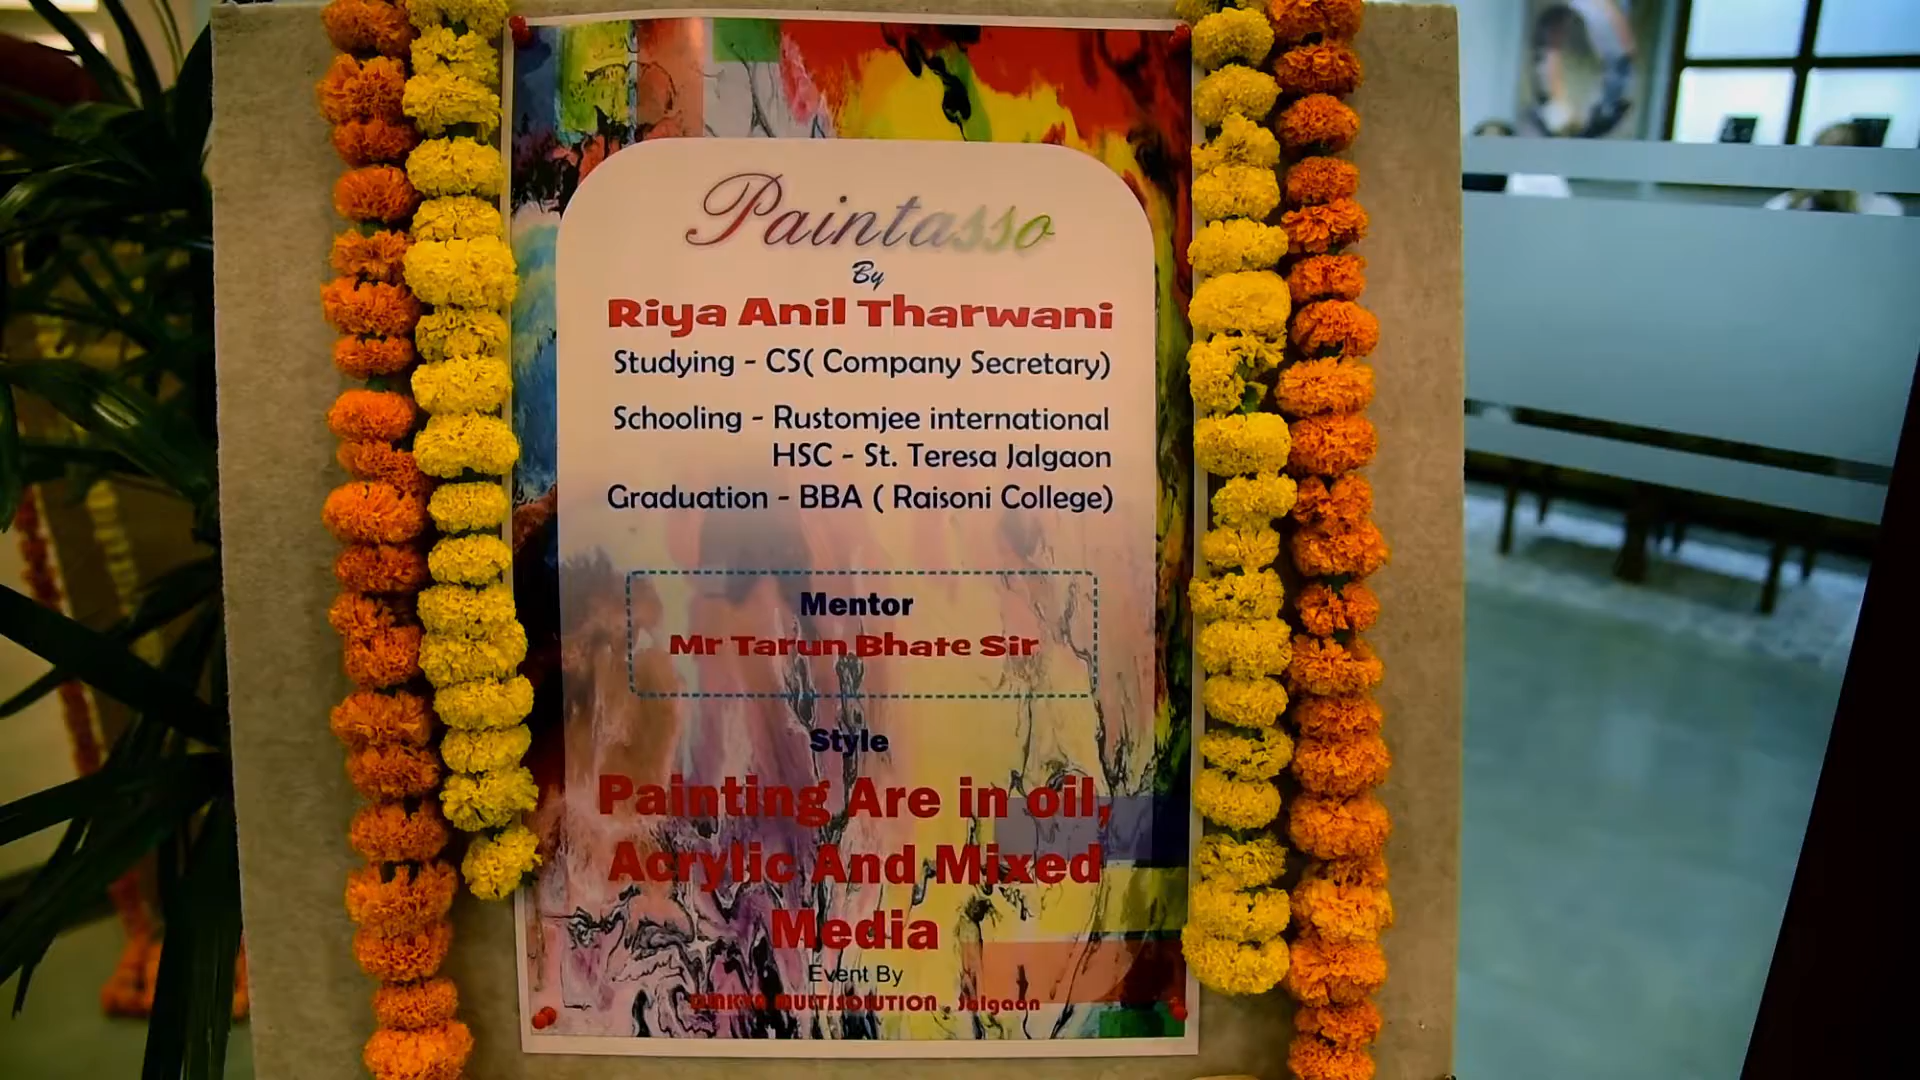 Paintasso
By
Riya Anil Tharwani
Studying - CS( Company Secretary)
Schooling - Rustomjee international
HSC - St. Teresa Jalgaon
Graduation - BBA ( Raisoni College)
Mentor
Mr Tarun Bhate Sir
Style
Painting Are in oil,
Acrylic And Mixed
Media
Event By
MULTISOLUTION . Jalgaon